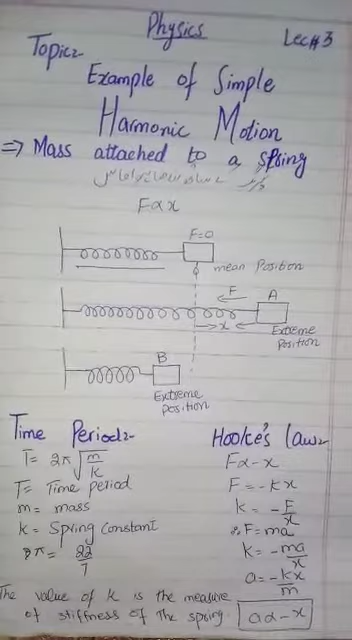 Physics
Lec#3
Topic:-
Example of Simple
Harmonic Motion
=> Mass attached to a spring
F∝x
F=0
mean Position
F
A
x
Extreme
Position
B
Extreme
Position
Time Period:-
T= 2π√m/k
T= Time period
m= mass
k= Spring Constant
π= 22/7
Hooke's law:-
F∝-x
F=-kx
k= -F/x
∴F=ma
k= -ma/x
a= -kx/m
a∝-x
The value of k is the measure
of stiffness of the spring.